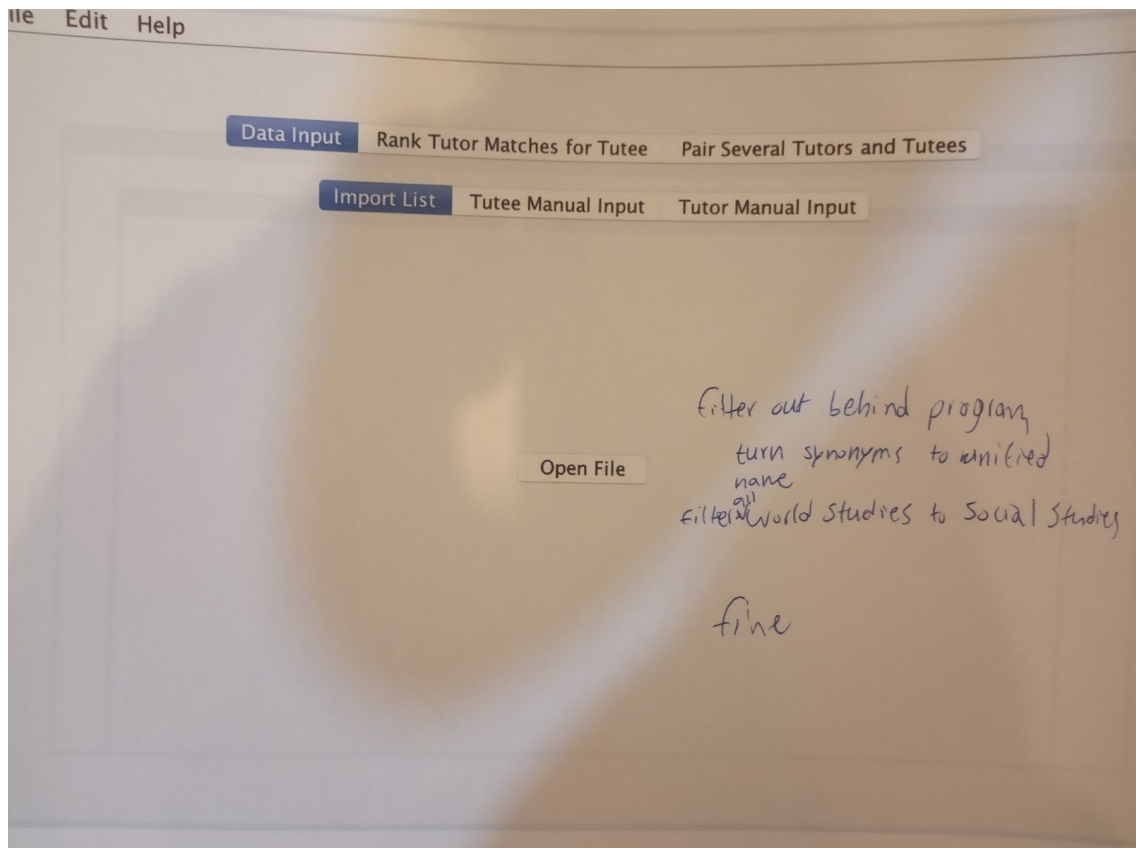 ile Edit Help
Data Input Rank Tutor Matches for Tutee Pair Several Tutors and Tutees
Import List Tutee Manual Input Tutor Manual Input
filter out behind program
turn synonyms to unified
name
all
Open File
filter World Studies to Social Studies
fine